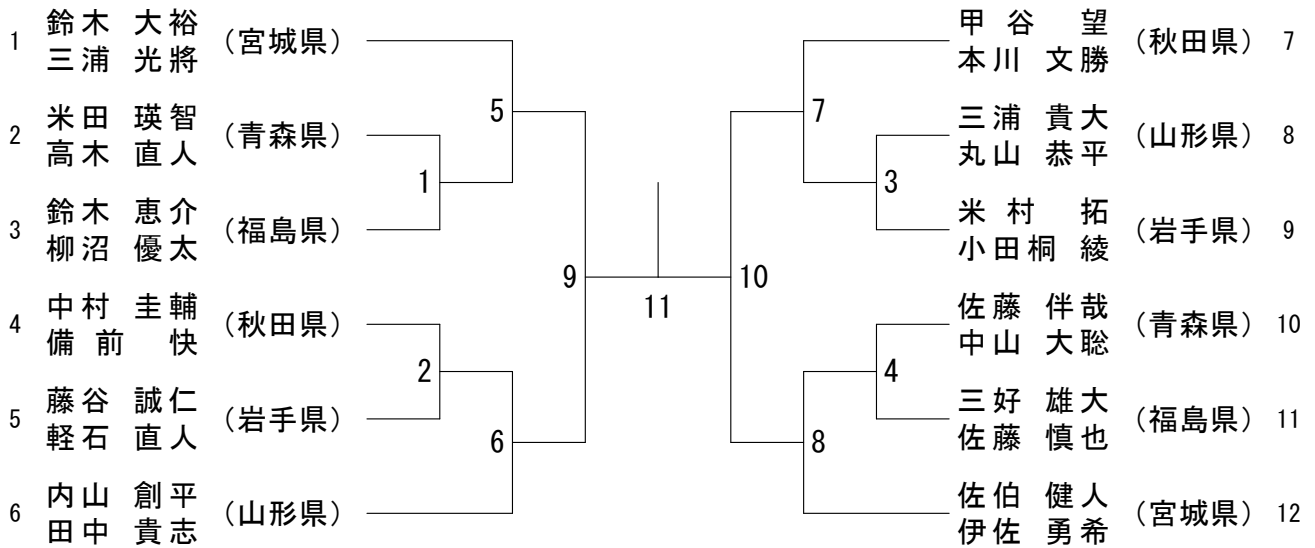 1 鈴木 大裕 (宮城県)
三浦 光將
2 米田 瑛智 (青森県)
高木 直人
3 鈴木 恵介 (福島県)
柳沼 優太
4 中村 圭輔 (秋田県)
備前 快
5 藤谷 誠仁 (岩手県)
軽石 直人
6 内山 創平 (山形県)
田中 貴志
5
1
9
2
6
11
7
3
10
4
8
甲谷 望 (秋田県) 7
本川 文勝
三浦 貴大 (山形県) 8
丸山 恭平
米村 拓 (岩手県) 9
小田桐 綾
佐藤 伴哉 (青森県) 10
中山 大聡
三好 雄大 (福島県) 11
佐藤 慎也
佐伯 健人 (宮城県) 12
伊佐 勇希